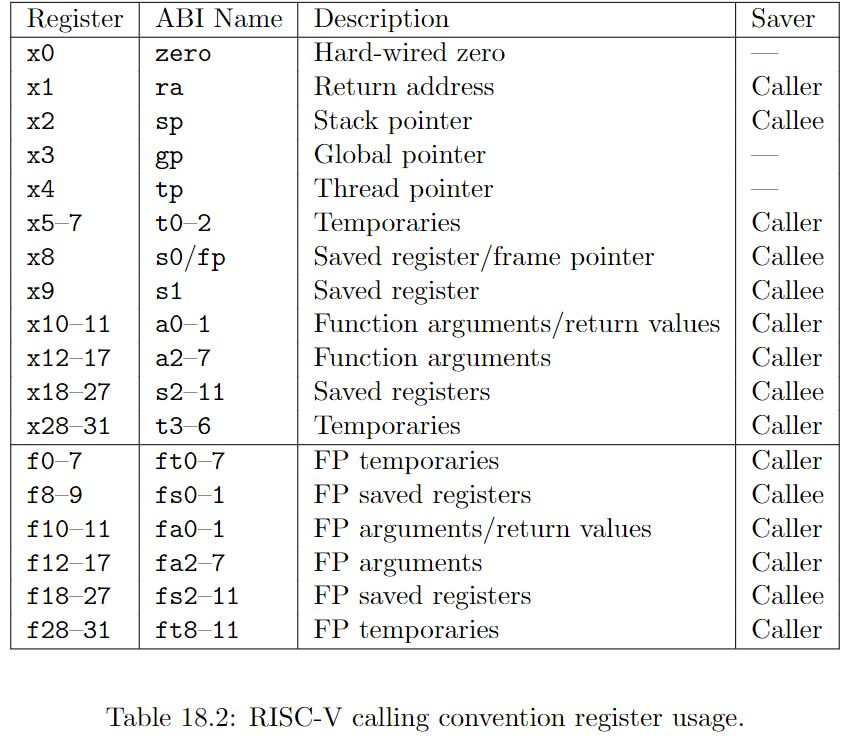 Register ABI Name Description Saver
x0 zero Hard-wired zero —
x1 ra Return address Caller
x2 sp Stack pointer Callee
x3 gp Global pointer —
x4 tp Thread pointer —
x5–7 t0–2 Temporaries Caller
x8 s0/fp Saved register/frame pointer Callee
x9 s1 Saved register Callee
x10–11 a0–1 Function arguments/return values Caller
x12–17 a2–7 Function arguments Caller
x18–27 s2–11 Saved registers Callee
x28–31 t3–6 Temporaries Caller
f0–7 ft0–7 FP temporaries Caller
f8–9 fs0–1 FP saved registers Callee
f10–11 fa0–1 FP arguments/return values Caller
f12–17 fa2–7 FP arguments Caller
f18–27 fs2–11 FP saved registers Callee
f28–31 ft8–11 FP temporaries Caller
Table 18.2: RISC-V calling convention register usage.